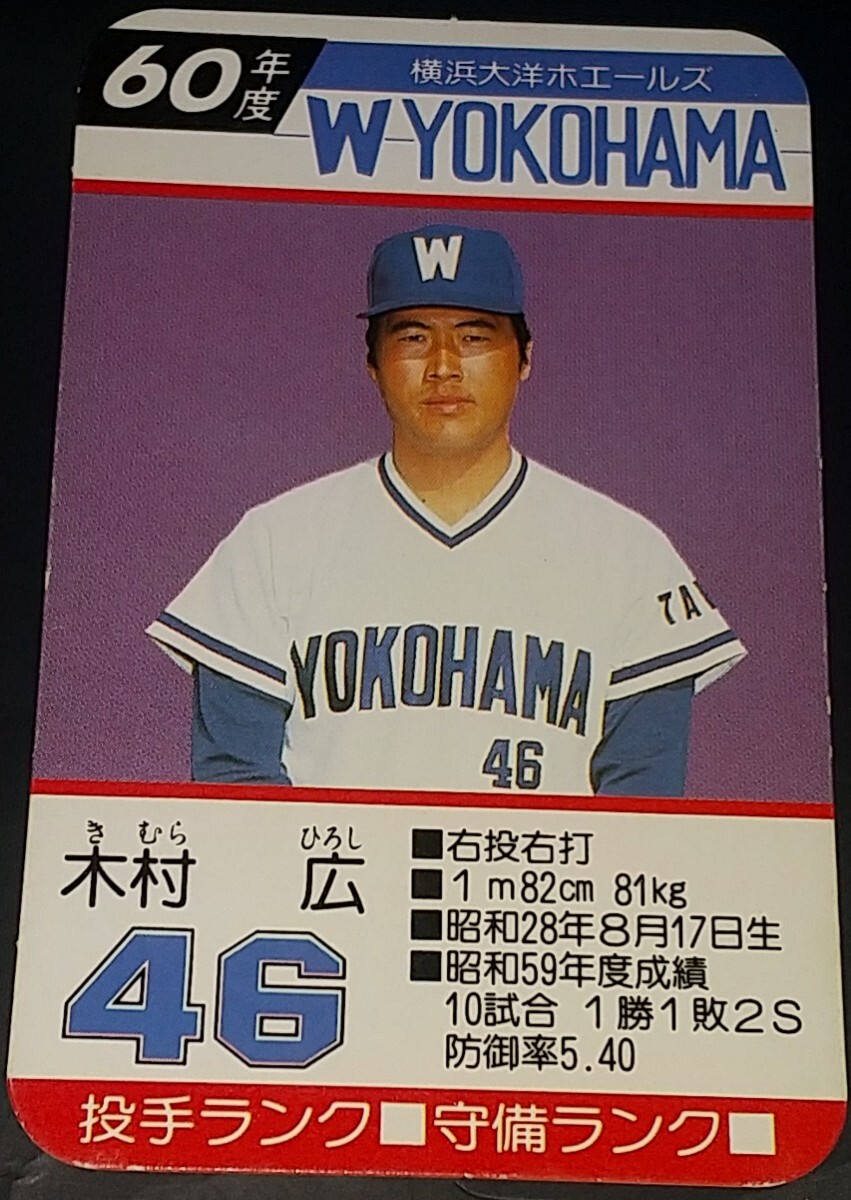 60年度
横浜大洋ホエールズ
W YOKOHAMA
W
TAI
YOKOHAMA
46
きむら ひろし
木村 広
46
■右投右打
■1m82cm 81kg
■昭和28年8月17日生
■昭和59年度成績
10試合 1勝1敗2S
防御率5.40
投手ランク■守備ランク■